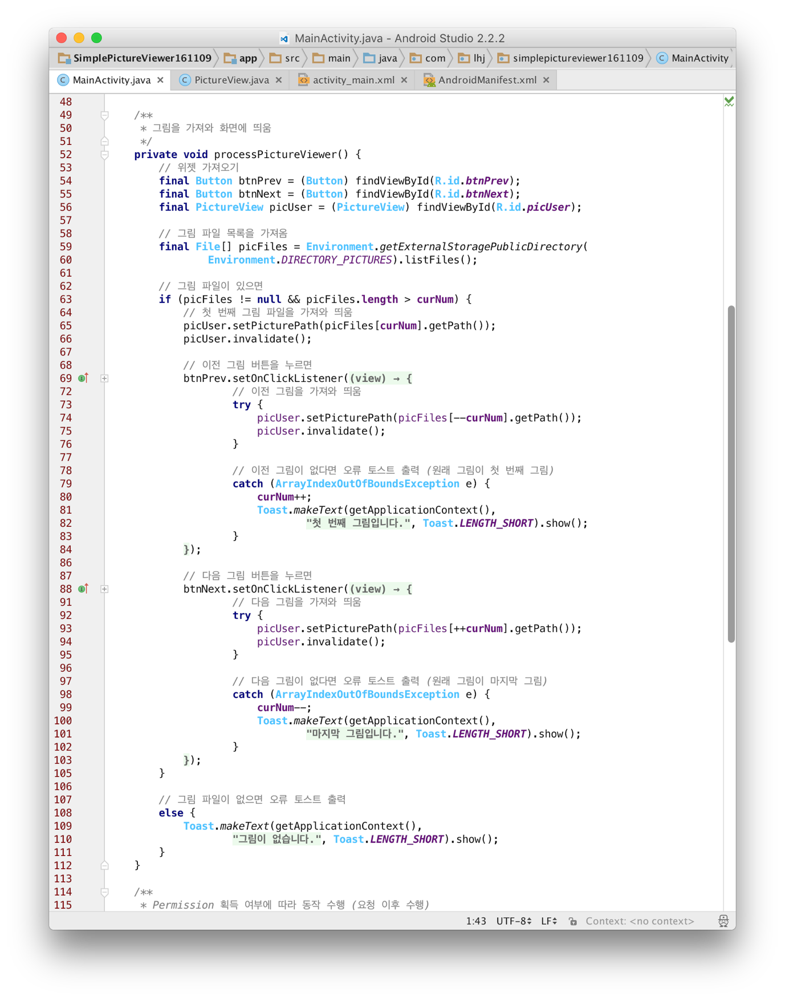 MainActivity.java - Android Studio 2.2.2
SimplePictureViewer161109 app src main java com lhj simplepictureviewer161109 MainActivity
MainActivity.java PictureView.java activity_main.xml AndroidManifest.xml
48
49 /**
50 * 그림을 가져와 화면에 띄움
51 */
52 private void processPictureViewer() {
53 // 위젯 가져오기
54 final Button btnPrev = (Button) findViewById(R.id.btnPrev);
55 final Button btnNext = (Button) findViewById(R.id.btnNext);
56 final PictureView picUser = (PictureView) findViewById(R.id.picUser);
57
58 // 그림 파일 목록을 가져옴
59 final File[] picFiles = Environment.getExternalStoragePublicDirectory(
60 Environment.DIRECTORY_PICTURES).listFiles();
61
62 // 그림 파일이 있으면
63 if (picFiles != null && picFiles.length > curNum) {
64 // 첫 번째 그림 파일을 가져와 띄움
65 picUser.setPicturePath(picFiles[curNum].getPath());
66 picUser.invalidate();
67
68 // 이전 그림 버튼을 누르면
69 btnPrev.setOnClickListener((view) → {
72 // 이전 그림을 가져와 띄움
73 try {
74 picUser.setPicturePath(picFiles[--curNum].getPath());
75 picUser.invalidate();
76 }
77
78 // 이전 그림이 없다면 오류 토스트 출력 (원래 그림이 첫 번째 그림)
79 catch (ArrayIndexOutOfBoundsException e) {
80 curNum++;
81 Toast.makeText(getApplicationContext(),
82 "첫 번째 그림입니다.", Toast.LENGTH_SHORT).show();
83 }
84 });
86
87 // 다음 그림 버튼을 누르면
88 btnNext.setOnClickListener((view) → {
91 // 다음 그림을 가져와 띄움
92 try {
93 picUser.setPicturePath(picFiles[++curNum].getPath());
94 picUser.invalidate();
95 }
96
97 // 다음 그림이 없다면 오류 토스트 출력 (원래 그림이 마지막 그림)
98 catch (ArrayIndexOutOfBoundsException e) {
99 curNum--;
100 Toast.makeText(getApplicationContext(),
101 "마지막 그림입니다.", Toast.LENGTH_SHORT).show();
102 }
103 });
105 }
106
107 // 그림 파일이 없으면 오류 토스트 출력
108 else {
109 Toast.makeText(getApplicationContext(),
110 "그림이 없습니다.", Toast.LENGTH_SHORT).show();
111 }
112 }
113
114 /**
115 * Permission 획득 여부에 따라 동작 수행 (요청 이후 수행)
1:43 UTF-8 LF Context: <no context>